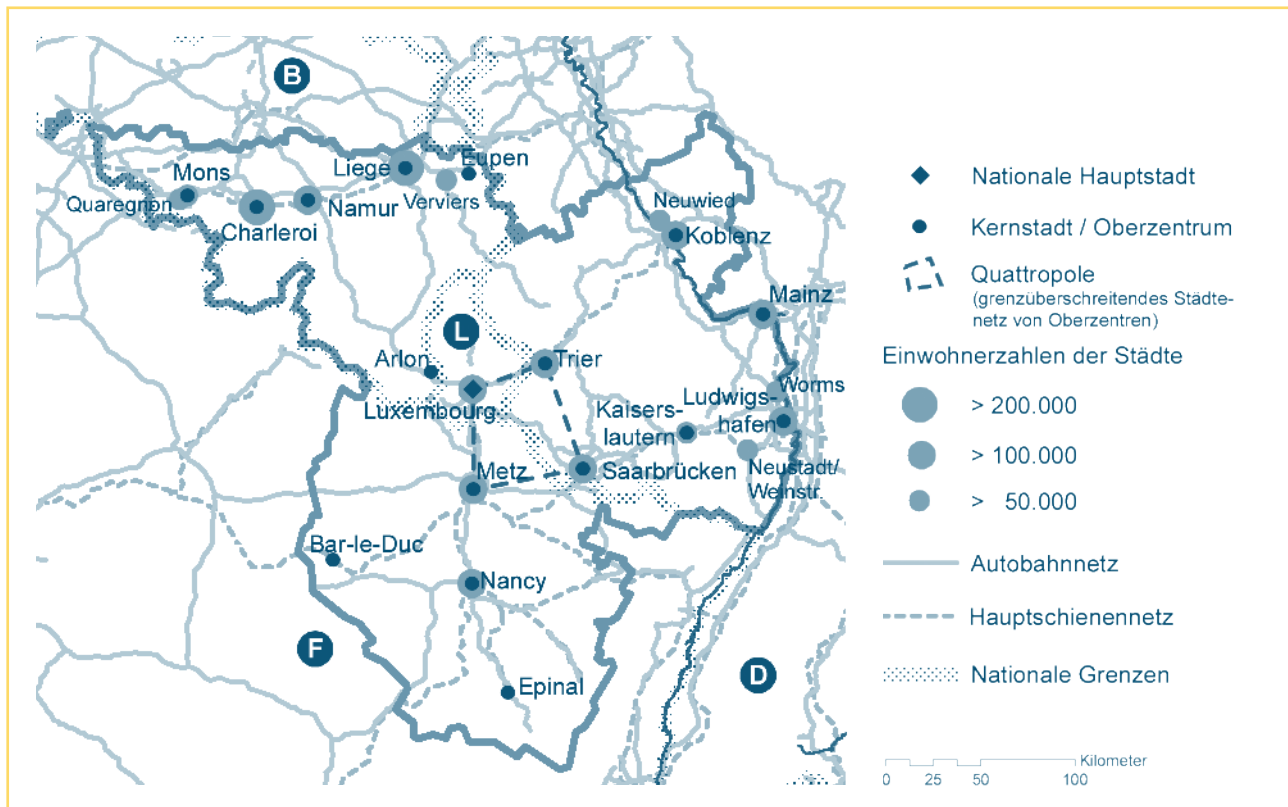 B
Mons
Liege
Eupen
Quaregnon
Namur
Verviers
Charleroi
Neuwied
Koblenz
Mainz
L
Arlon
Trier
Luxembourg
Kaisers-
lautern
Ludwigs-
hafen
Worms
Metz
Saarbrücken
Neustadt/
Weinstr.
Bar-le-Duc
Nancy
F
D
Epinal
Nationale Hauptstadt
Kernstadt / Oberzentrum
Quattropole
(grenzüberschreitendes Städte-
netz von Oberzentren)
Einwohnerzahlen der Städte
> 200.000
> 100.000
> 50.000
Autobahnnetz
Hauptschienennetz
Nationale Grenzen
Kilometer
0 25 50 100